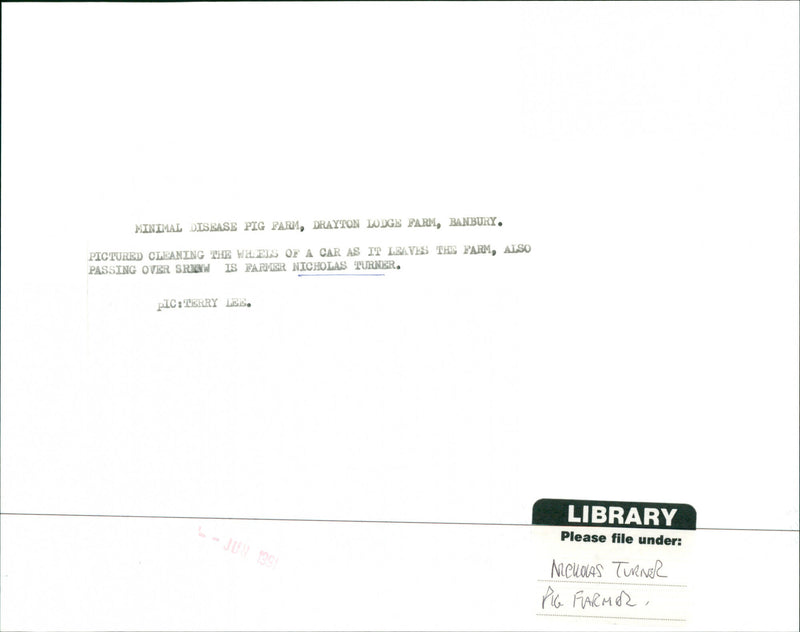 MINIMAL DISEASE PIG FARM, DRAYTON LODGE FARM, BANBURY.
PICTURED CLEANING THE WHEELS OF A CAR AS IT LEAVES THE FARM, ALSO
PASSING OVER IS FARMER NICHOLAS TURNER.
pIC:TERRY LEE.
LIBRARY
Please file under:
- JUN
NICHOLAS TURNER
PIG FARMER.